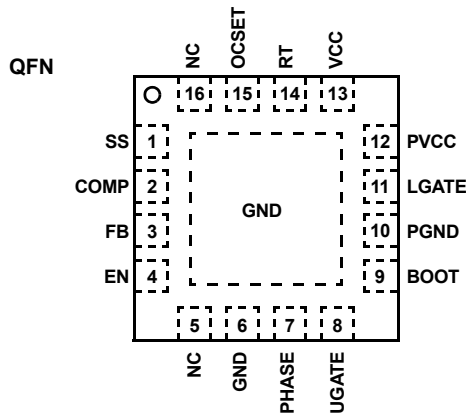 QFN
NC OCSET RT VCC
16 15 14 13
SS 1 12 PVCC
COMP 2 11 LGATE
GND
FB 3 10 PGND
EN 4 9 BOOT
5 6 7 8
NC GND PHASE UGATE